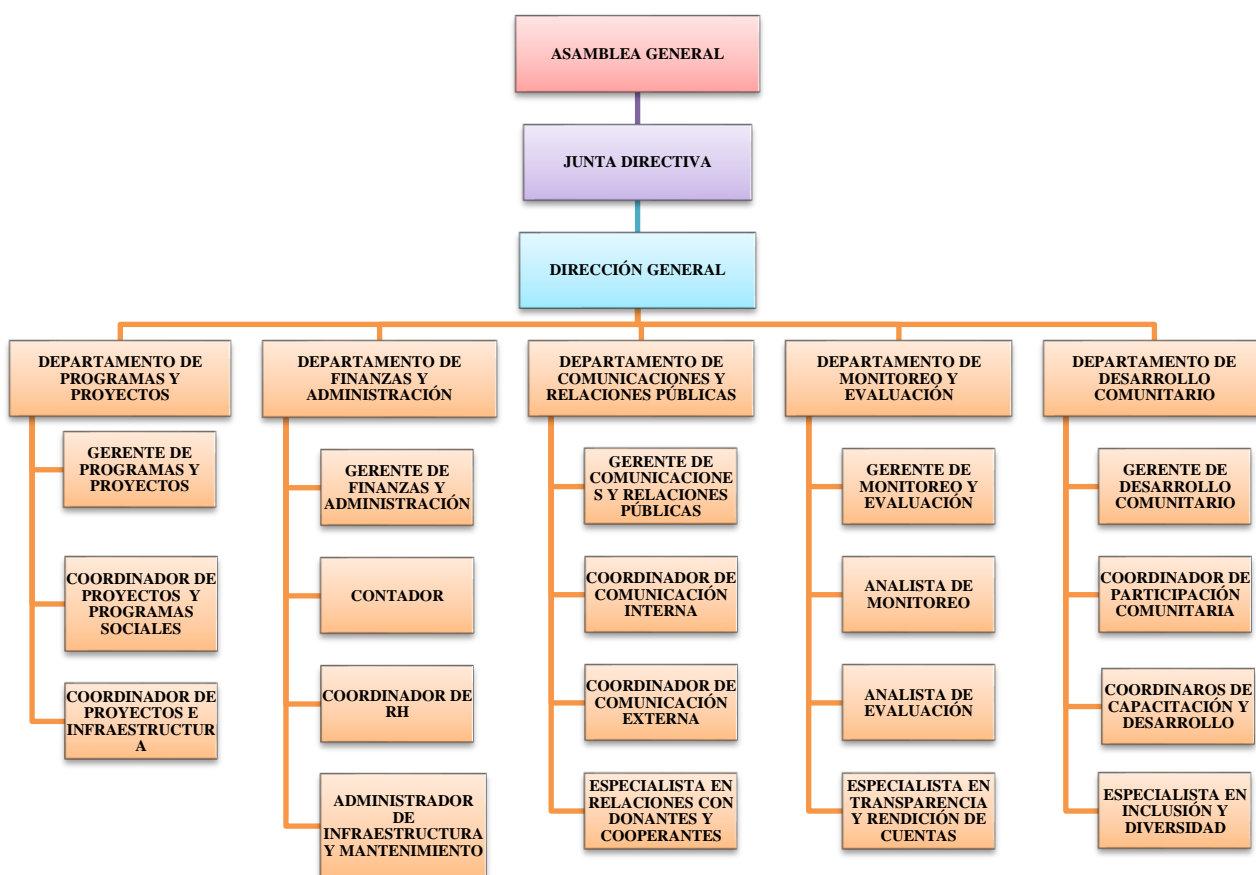 ASAMBLEA GENERAL
JUNTA DIRECTIVA
DIRECCIÓN GENERAL
DEPARTAMENTO DE
PROGRAMAS Y
PROYECTOS
GERENTE DE
PROGRAMAS Y
PROYECTOS
COORDINADOR DE
PROYECTOS Y
PROGRAMAS
SOCIALES
COORDINADOR DE
PROYECTOS E
INFRAESTRUCTUR
A
DEPARTAMENTO DE
FINANZAS Y
ADMINISTRACIÓN
GERENTE DE
FINANZAS Y
ADMINISTRACIÓN
CONTADOR
COORDINADOR DE
RH
ADMINISTRADOR
DE
INFRAESTRUCTURA
Y MANTENIMIENTO
DEPARTAMENTO DE
COMUNICACIONES Y
RELACIONES PÚBLICAS
GERENTE DE
COMUNICACIONE
S Y RELACIONES
PÚBLICAS
COORDINADOR DE
COMUNICACIÓN
INTERNA
COORDINADOR DE
COMUNICACIÓN
EXTERNA
ESPECIALISTA EN
RELACIONES CON
DONANTES Y
COOPERANTES
DEPARTAMENTO DE
MONITOREO Y
EVALUACIÓN
GERENTE DE
MONITOREO Y
EVALUACIÓN
ANALISTA DE
MONITOREO
ANALISTA DE
EVALUACIÓN
ESPECIALISTA EN
TRANSPARENCIA
Y RENDICIÓN DE
CUENTAS
DEPARTAMENTO DE
DESARROLLO
COMUNITARIO
GERENTE DE
DESARROLLO
COMUNITARIO
COORDINADOR DE
PARTICIPACIÓN
COMUNITARIA
COORDINAROS DE
CAPACITACIÓN Y
DESARROLLO
ESPECIALISTA EN
INCLUSIÓN Y
DIVERSIDAD